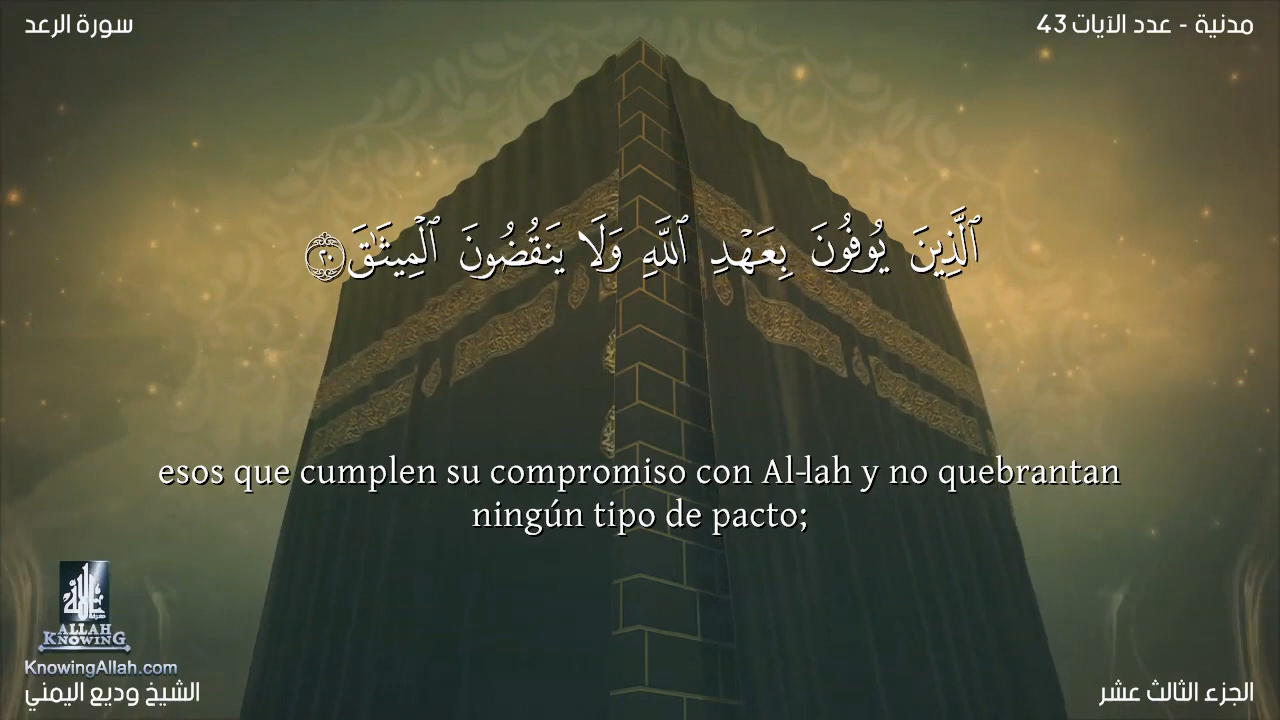 سورة الرعد
مدنية - عدد الآيات 43
ٱلَّذِينَ يُوفُونَ بِعَهْدِ ٱللَّهِ وَلَا يَنقُضُونَ ٱلْمِيثَٰقَ ٢٠
esos que cumplen su compromiso con Al-lah y no quebrantan
ningún tipo de pacto;
ALLAH
KNOWING
KnowingAllah.com
الشيخ وديع اليمني
الجزء الثالث عشر